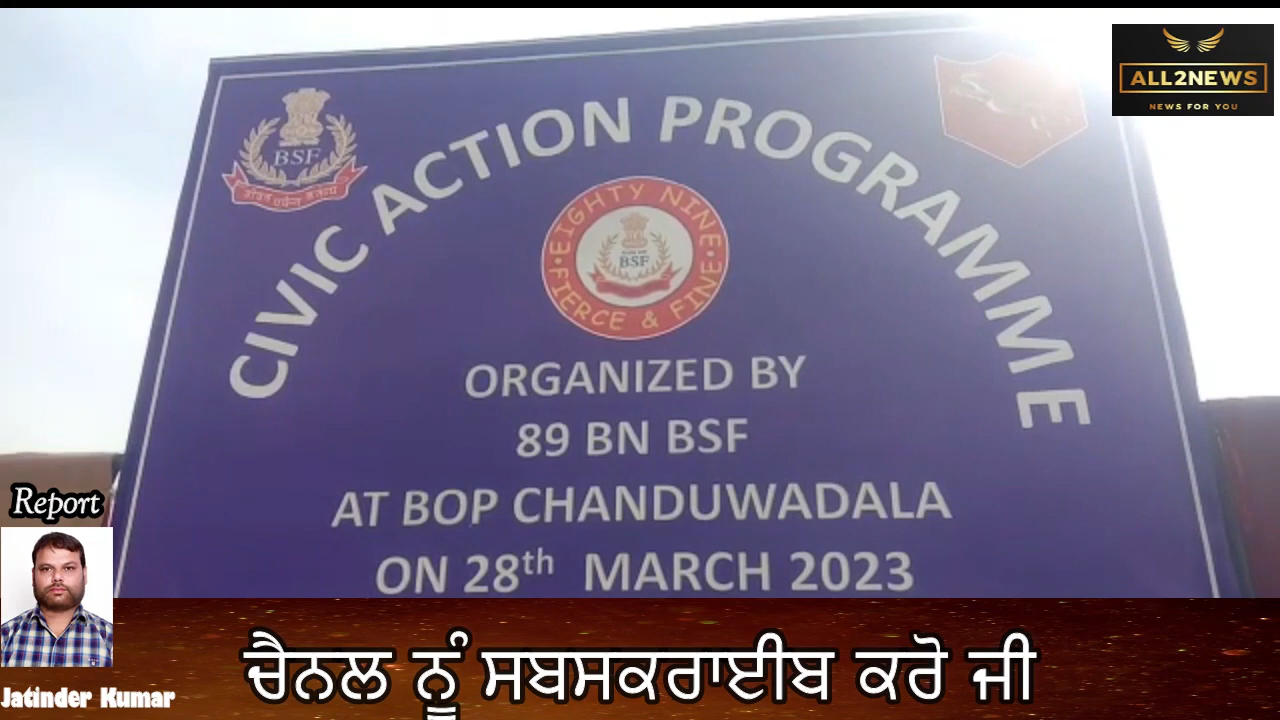 ALL2NEWS
NEWS FOR YOU
BSF
CIVIC ACTION PROGRAMME
EIGHTY NINE
BSF
FIERCE & FINE
ORGANIZED BY
89 BN BSF
AT BOP CHANDUWADALA
ON 28th MARCH 2023
Report
Jatinder Kumar
ਚੈਨਲ ਨੂੰ ਸਬਸਕਰਾਈਬ ਕਰੋ ਜੀ